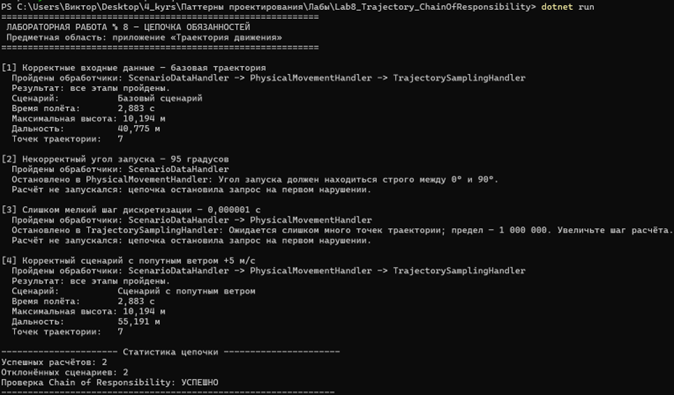 PS C:\Users\Виктор\Desktop\4_kyrs\Паттерны проектирования\Лабы\Lab8_Trajectory_ChainOfResponsibility> dotnet run
============================================================
ЛАБОРАТОРНАЯ РАБОТА % 8 — ЦЕПОЧКА ОБЯЗАННОСТЕЙ
Предметная область: приложение «Траектория движения»
============================================================
[1] Корректные входные данные — базовая траектория
Пройдены обработчики: ScenarioDataHandler -> PhysicalMovementHandler -> TrajectorySamplingHandler
Результат: все этапы пройдены.
Сценарий: Базовый сценарий
Время полёта: 2,883 с
Максимальная высота: 10,194 м
Дальность: 40,775 м
Точек траектории: 7
[2] Некорректный угол запуска — 95 градусов
Пройдены обработчики: ScenarioDataHandler
Остановлено в PhysicalMovementHandler: Угол запуска должен находиться строго между 0° и 90°.
Расчёт не запускался: цепочка остановила запрос на первом нарушении.
[3] Слишком мелкий шаг дискретизации — 0,000001 с
Пройдены обработчики: ScenarioDataHandler -> PhysicalMovementHandler
Остановлено в TrajectorySamplingHandler: Ожидается слишком много точек траектории; предел — 1 000 000. Увеличьте шаг расчёта.
Расчёт не запускался: цепочка остановила запрос на первом нарушении.
[4] Корректный сценарий с попутным ветром +5 м/с
Пройдены обработчики: ScenarioDataHandler -> PhysicalMovementHandler -> TrajectorySamplingHandler
Результат: все этапы пройдены.
Сценарий: Сценарий с попутным ветром
Время полёта: 2,883 с
Максимальная высота: 10,194 м
Дальность: 55,191 м
Точек траектории: 7
---------------------- Статистика цепочки ----------------------
Успешных расчётов: 2
Отклонённых сценариев: 2
Проверка Chain of Responsibility: УСПЕШНО
---------------------------------------------------------------